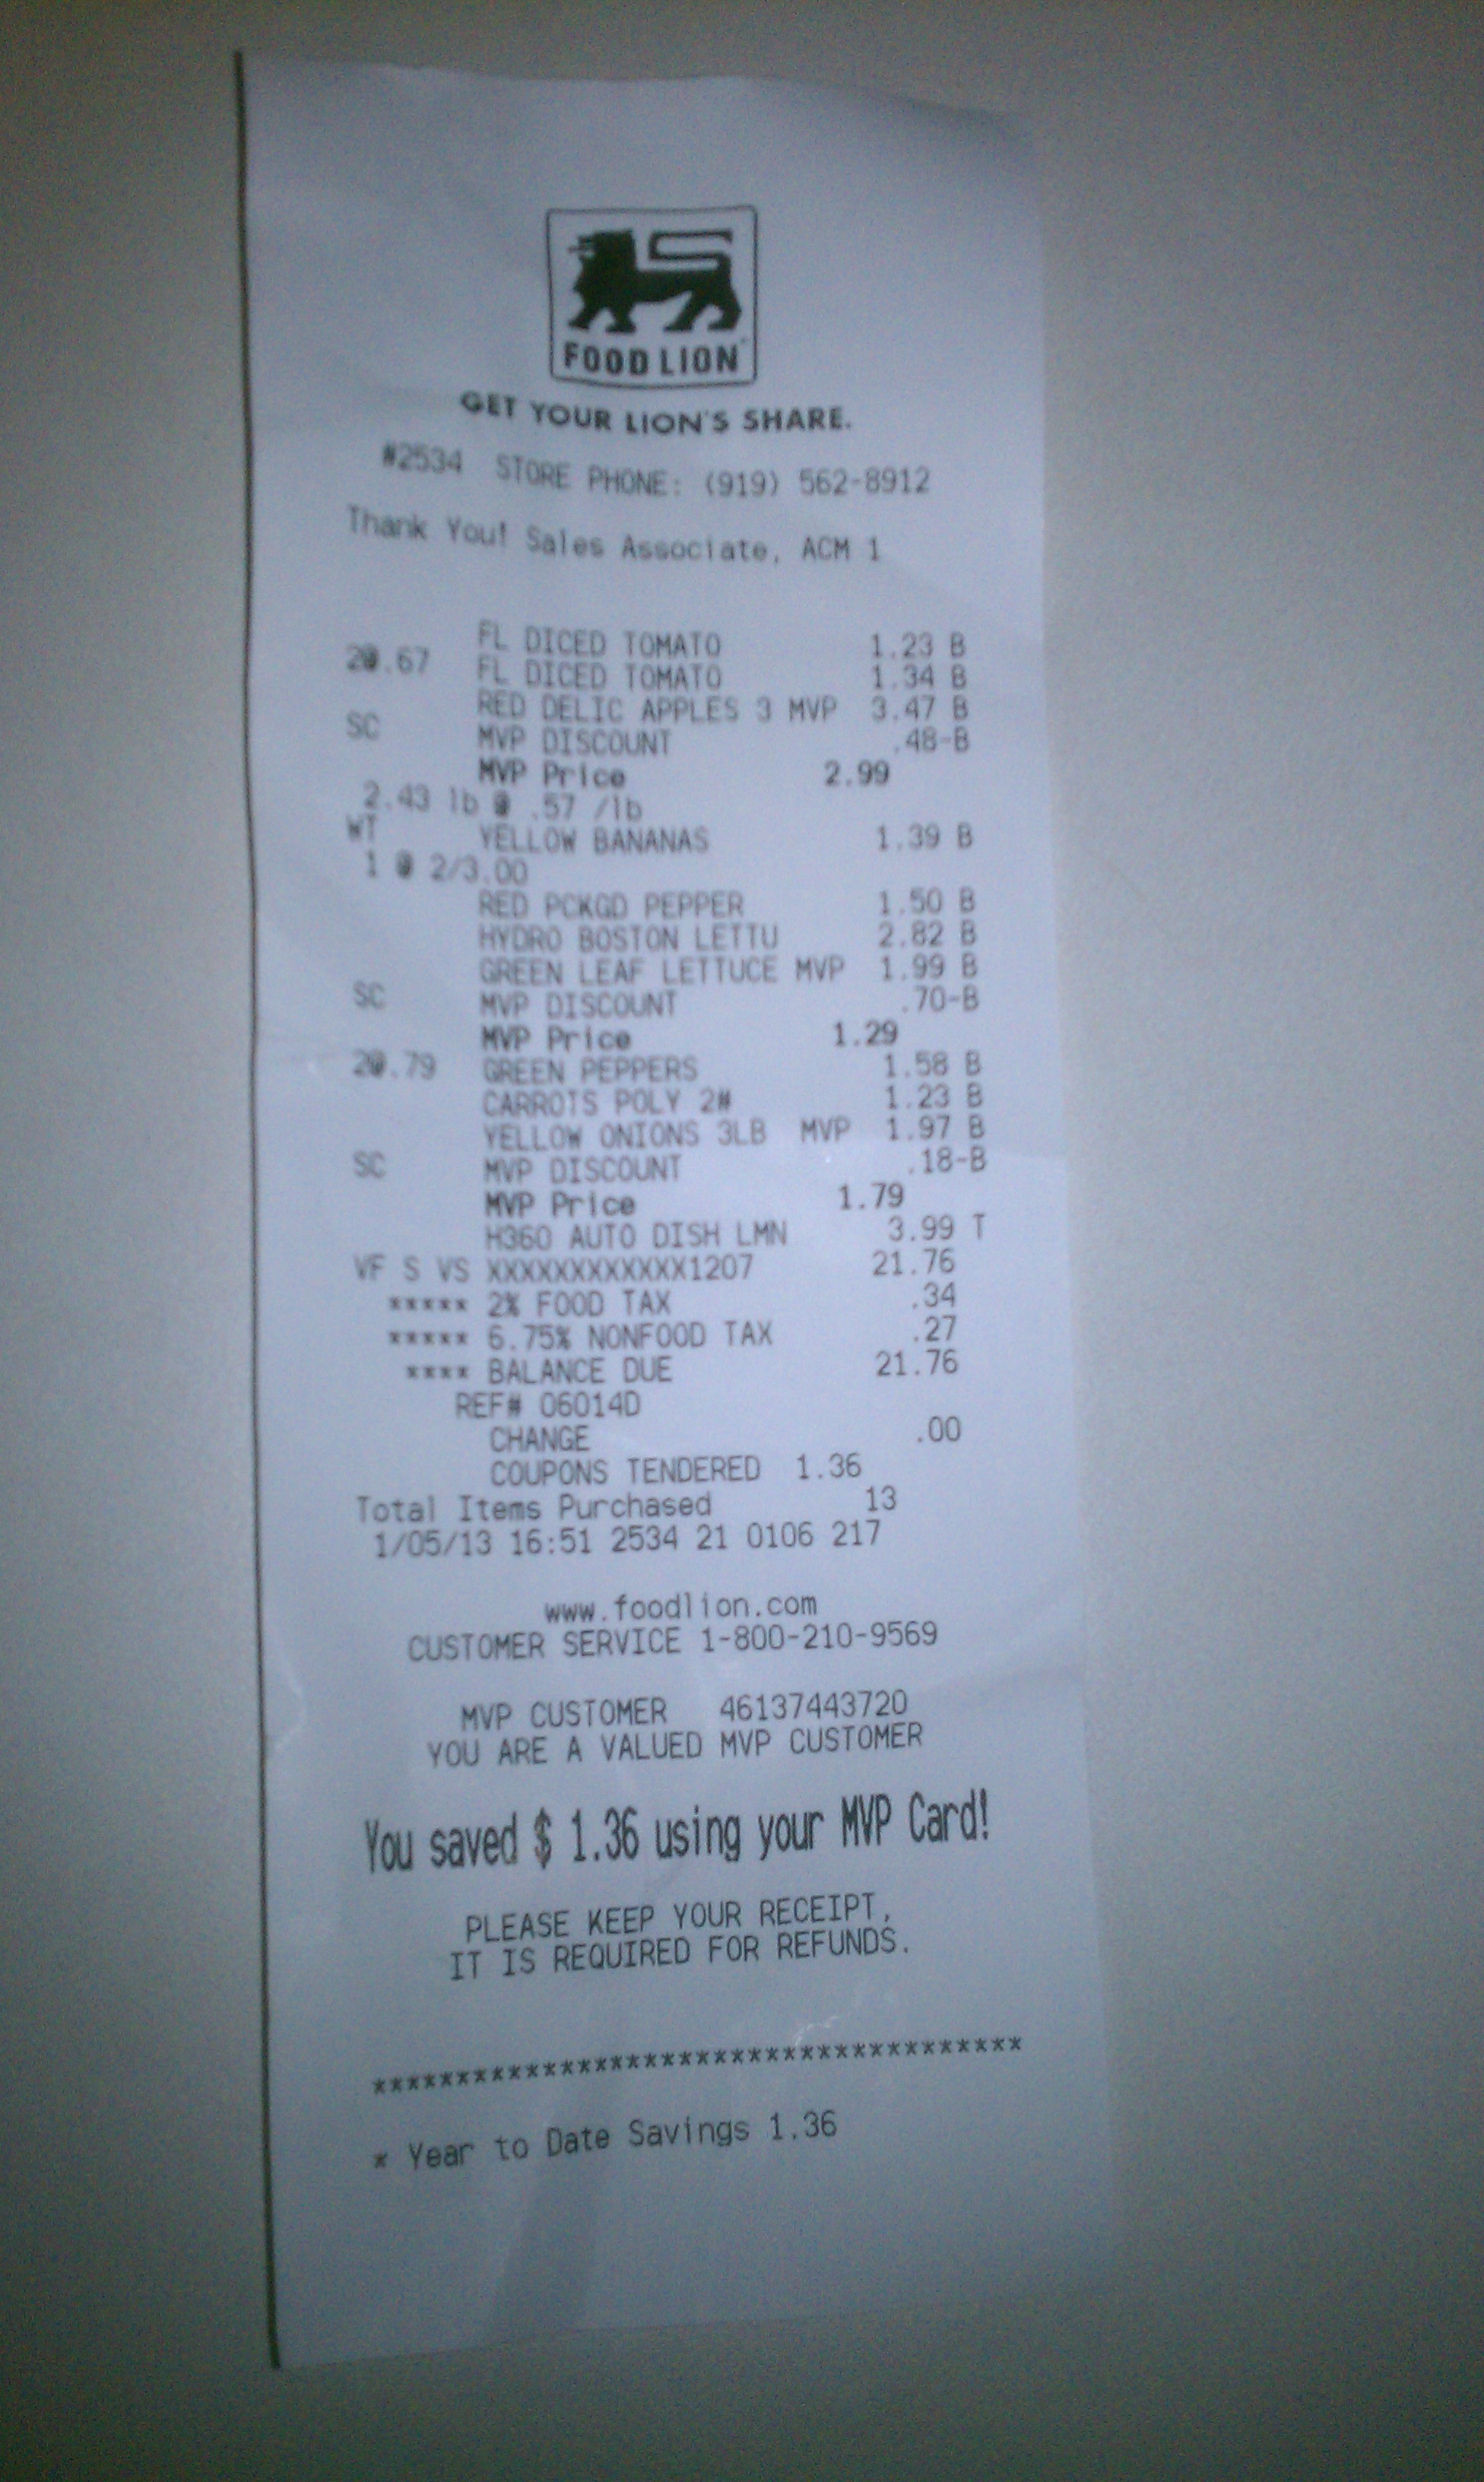 FOOD LION
GET YOUR LION'S SHARE.
#2534 STORE PHONE: (919) 562-8912
Thank You! Sales Associate, ACM 1
FL DICED TOMATO 1.23 B
2@.67 FL DICED TOMATO 1.34 B
RED DELIC APPLES 3 MVP 3.47 B
SC MVP DISCOUNT .48-B
MVP Price 2.99
2.43 lb @ .57 /lb
WT YELLOW BANANAS 1.39 B
1 @ 2/3.00
RED PCKGD PEPPER 1.50 B
HYDRO BOSTON LETTU 2.82 B
GREEN LEAF LETTUCE MVP 1.99 B
SC MVP DISCOUNT .70-B
MVP Price 1.29
2@.79 GREEN PEPPERS 1.58 B
CARROTS POLY 2# 1.23 B
YELLOW ONIONS 3LB MVP 1.97 B
SC MVP DISCOUNT .18-B
MVP Price 1.79
H360 AUTO DISH LMN 3.99 T
VF S VS XXXXXXXXXXXX1207 21.76
***** 2% FOOD TAX .34
***** 6.75% NONFOOD TAX .27
**** BALANCE DUE 21.76
REF# 06014D
CHANGE .00
COUPONS TENDERED 1.36
Total Items Purchased 13
1/05/13 16:51 2534 21 0106 217
www.foodlion.com
CUSTOMER SERVICE 1-800-210-9569
MVP CUSTOMER 46137443720
YOU ARE A VALUED MVP CUSTOMER
You saved $ 1.36 using your MVP Card!
PLEASE KEEP YOUR RECEIPT,
IT IS REQUIRED FOR REFUNDS.
**************************************
* Year to Date Savings 1.36